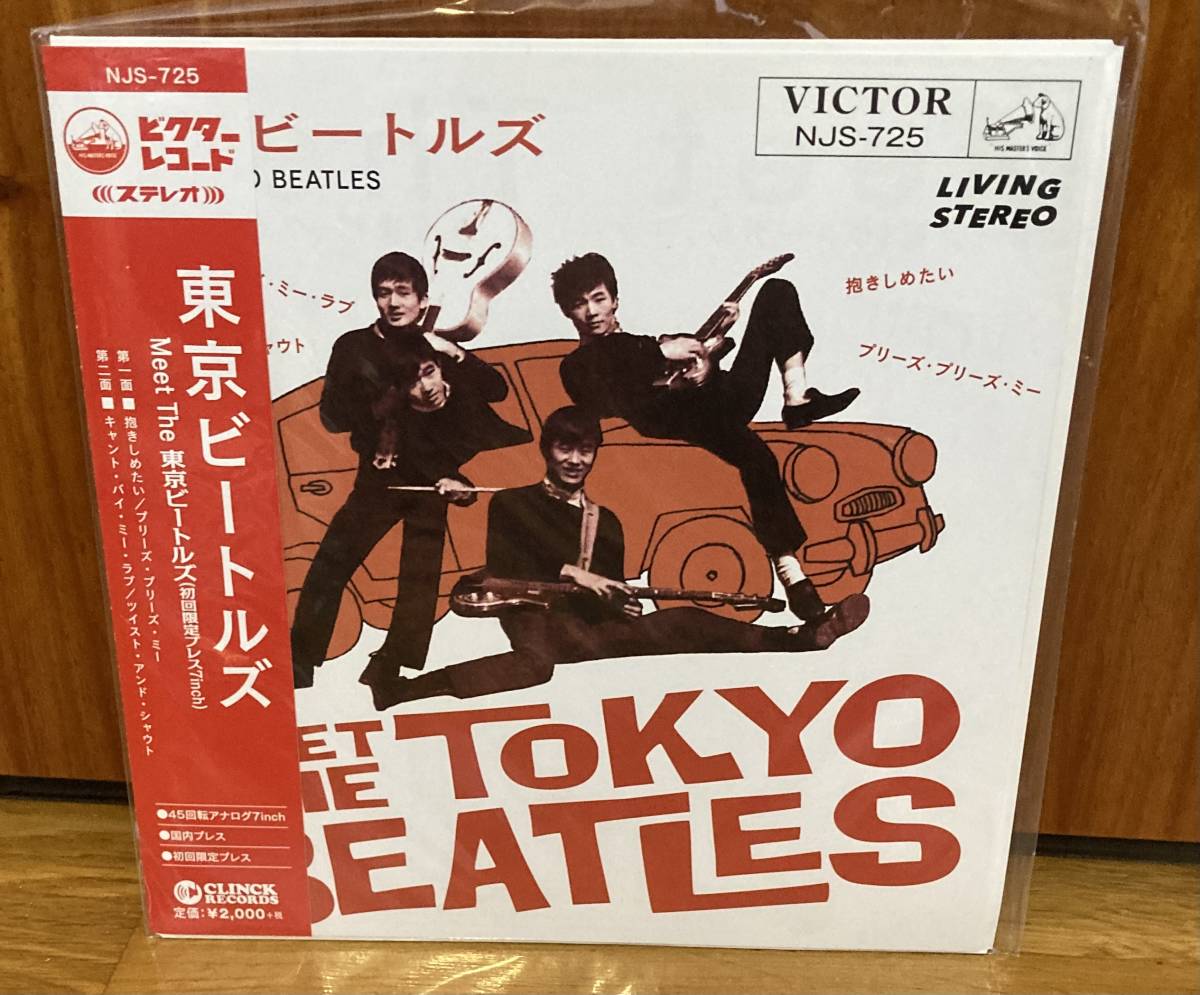 NJS-725
HIS MASTER'S VOICE
ビクター
レコード
ステレオ
東京ビートルズ
Meet The 東京ビートルズ(初回限定プレス7inch)
第一面■抱きしめたい/プリーズ・プリーズ・ミー
第二面■キャント・バイ・ミー・ラブ/ツイスト・アンド・シャウト
●45回転アナログ7inch
●国内プレス
●初回限定プレス
CLINCK
RECORDS
定価:¥2,000+税
ビートルズ
O BEATLES
VICTOR
NJS-725
HIS MASTER'S VOICE
LIVING
STEREO
・ミー・ラブ
ャウト
抱きしめたい
プリーズ・プリーズ・ミー
ET
HE
TOKYO
BEATLES